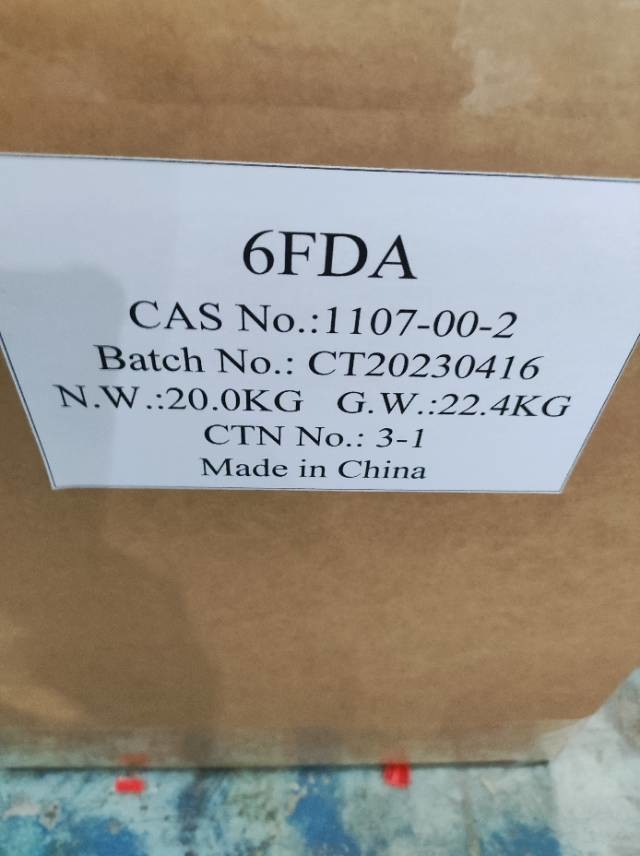 6FDA
CAS No.:1107-00-2
Batch No.: CT20230416
N.W.:20.0KG G.W.:22.4KG
CTN No.: 3-1
Made in China